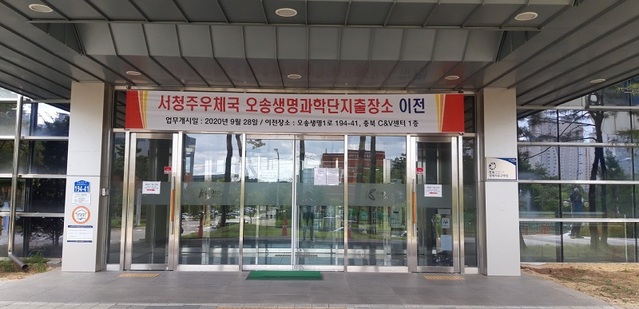 서청주우체국 오송생명과학단지출장소 이전
업무개시일 : 2020년 9월 28일 / 이전장소 : 오송생명1로 194-41, 충북 C&V센터 1층
194-41